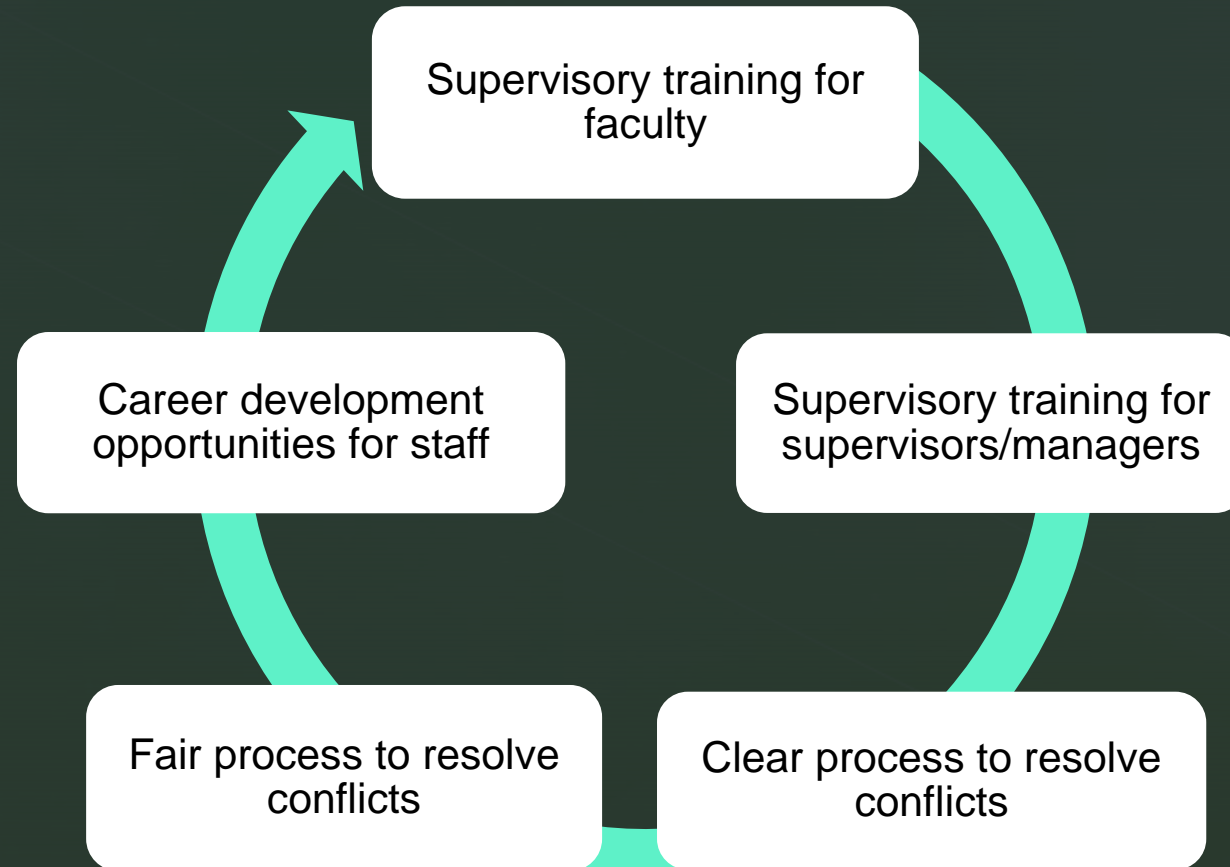 Supervisory training for
faculty
Supervisory training for
supervisors/managers
Clear process to resolve
conflicts
Fair process to resolve
conflicts
Career development
opportunities for staff